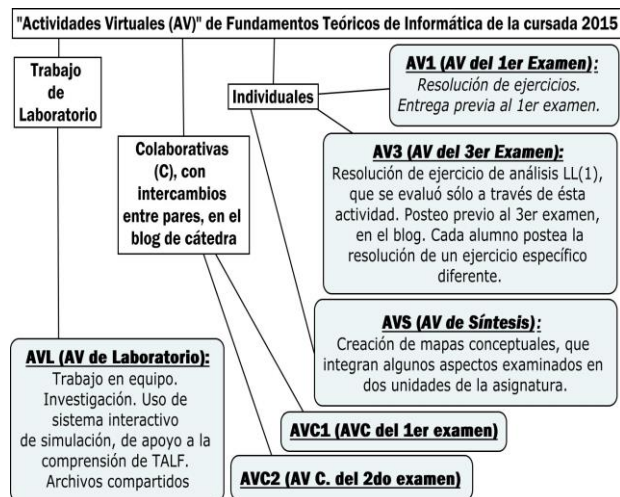 "Actividades Virtuales (AV)" de Fundamentos Teóricos de Informática de la cursada 2015
Trabajo
de
Laboratorio
Individuales
AV1 (AV del 1er Examen):
Resolución de ejercicios.
Entrega previa al 1er examen.
Colaborativas
(C), con
intercambios
entre pares, en el
blog de cátedra
AV3 (AV del 3er Examen):
Resolución de ejercicio de análisis LL(1),
que se evaluó sólo a través de ésta
actividad. Posteo previo al 3er examen,
en el blog. Cada alumno postea la
resolución de un ejercicio específico
diferente.
AVS (AV de Síntesis):
Creación de mapas conceptuales, que
integran algunos aspectos examinados en
dos unidades de la asignatura.
AVL (AV de Laboratorio):
Trabajo en equipo.
Investigación. Uso de
sistema interactivo
de simulación, de apoyo a la
comprensión de TALF.
Archivos compartidos
AVC1 (AVC del 1er examen)
AVC2 (AV C. del 2do examen)